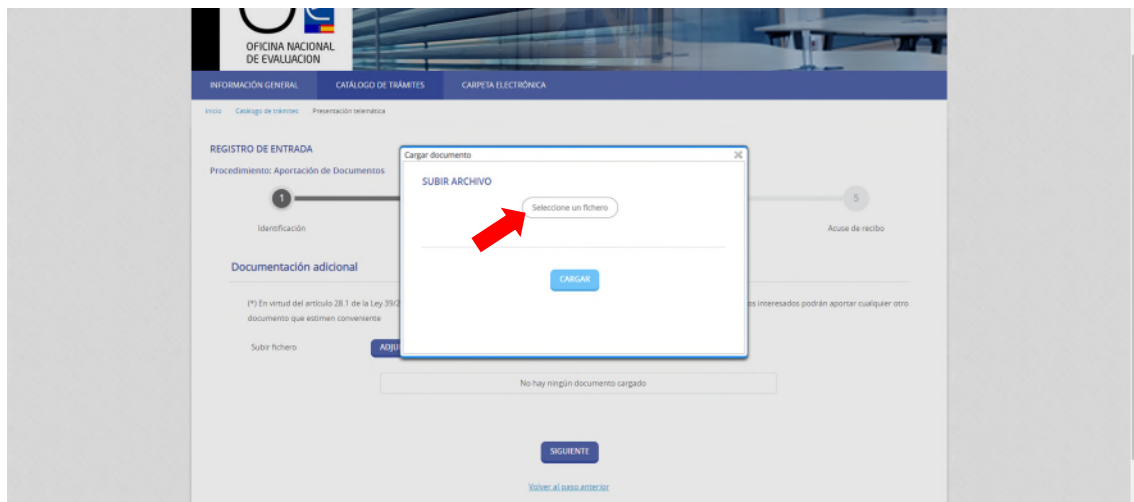 OFICINA NACIONAL
DE EVALUACION
INFORMACIÓN GENERAL CATÁLOGO DE TRÁMITES CARPETA ELECTRÓNICA
Inicio Catálogo de trámites Presentación telemática
REGISTRO DE ENTRADA
Procedimiento: Aportación de Documentos
Cargar documento
SUBIR ARCHIVO
Seleccione un fichero
CARGAR
1
5
Identificación
Acuse de recibo
Documentación adicional
(*) En virtud del artículo 28.1 de la Ley 39/2
os interesados podrán aportar cualquier otro
documento que estimen conveniente
Subir fichero
ADJU
No hay ningún documento cargado
SIGUIENTE
Volver al paso anterior